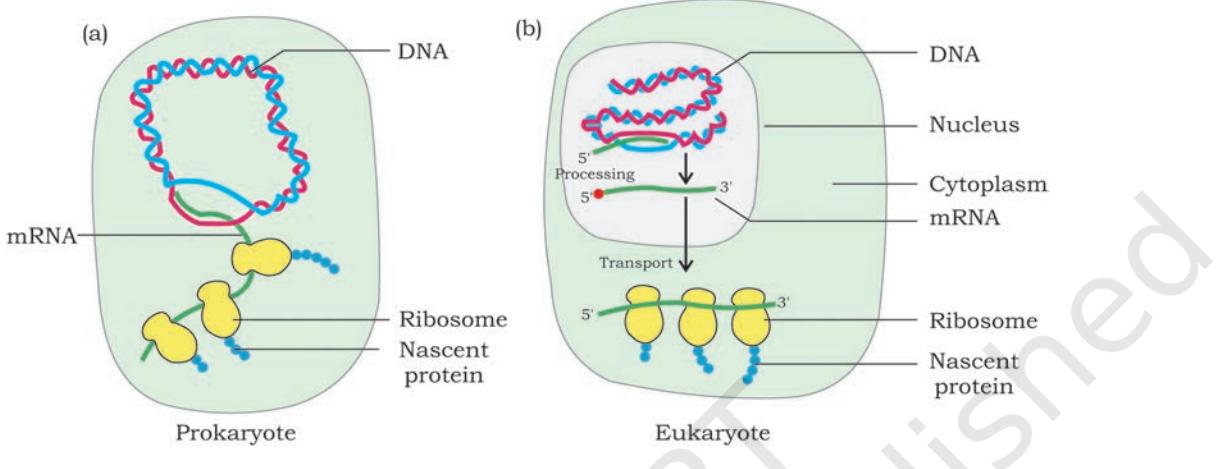 (a)
DNA
mRNA
Ribosome
Nascent
protein
Prokaryote
(b)
DNA
Nucleus
5'
Processing
5'
3'
Cytoplasm
mRNA
Transport
5'
3'
Ribosome
Nascent
protein
Eukaryote